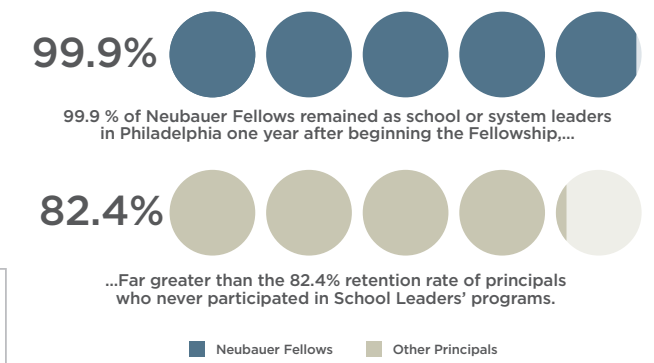 99.9%
99.9 % of Neubauer Fellows remained as school or system leaders
in Philadelphia one year after beginning the Fellowship,...
82.4%
...Far greater than the 82.4% retention rate of principals
who never participated in School Leaders’ programs.
Neubauer Fellows
Other Principals